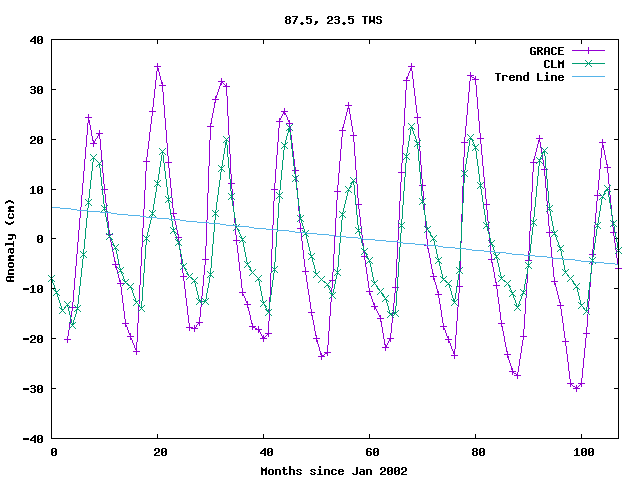 87.5, 23.5 TWS
GRACE
CLM
Trend Line
40
30
20
10
0
-10
-20
-30
-40
Anomaly (cm)
0 20 40 60 80 100
Months since Jan 2002